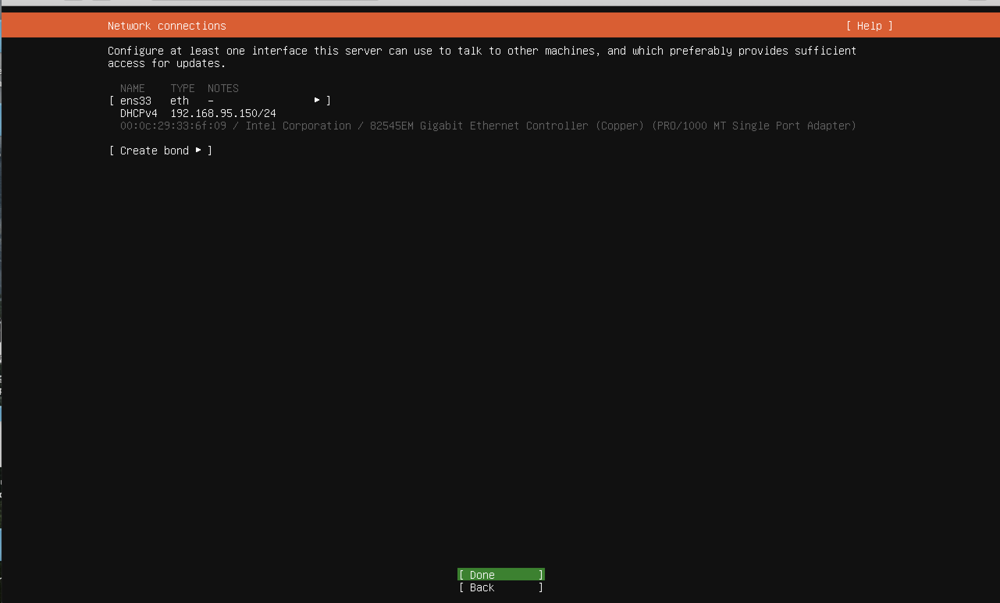 Network connections [ Help ]
Configure at least one interface this server can use to talk to other machines, and which preferably provides sufficient
access for updates.
NAME TYPE NOTES
[ ens33 eth - ▸ ]
DHCPv4 192.168.95.150/24
00:0c:29:33:6f:09 / Intel Corporation / 82545EM Gigabit Ethernet Controller (Copper) (PRO/1000 MT Single Port Adapter)
[ Create bond ▸ ]
[ Done ]
[ Back ]